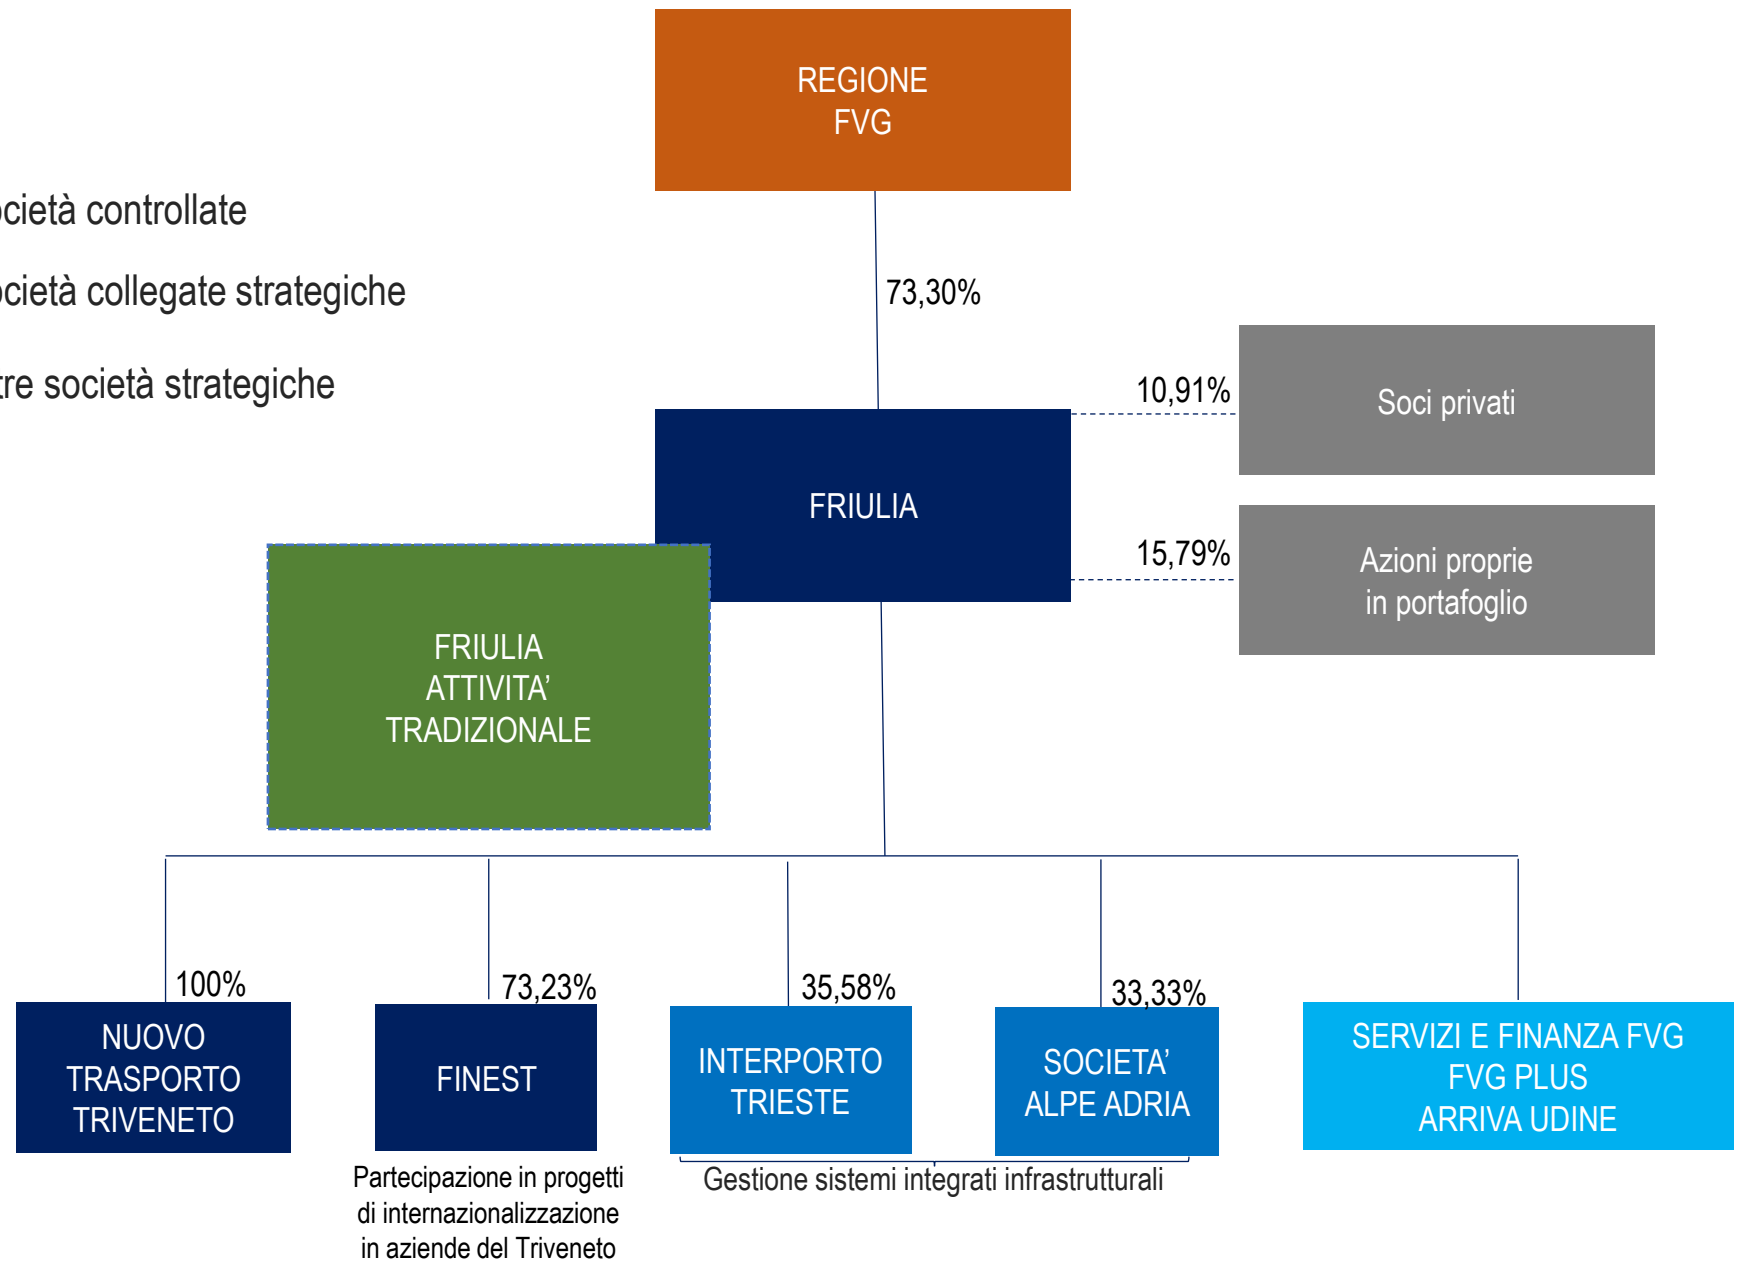 REGIONE
FVG
ocietà controllate
ocietà collegate strategiche
tre società strategiche
73,30%
10,91%
Soci privati
FRIULIA
15,79%
Azioni proprie
in portafoglio
FRIULIA
ATTIVITA’
TRADIZIONALE
100%
73,23%
35,58%
33,33%
NUOVO
TRASPORTO
TRIVENETO
FINEST
INTERPORTO
TRIESTE
SOCIETA’
ALPE ADRIA
SERVIZI E FINANZA FVG
FVG PLUS
ARRIVA UDINE
Partecipazione in progetti
di internazionalizzazione
in aziende del Triveneto
Gestione sistemi integrati infrastrutturali